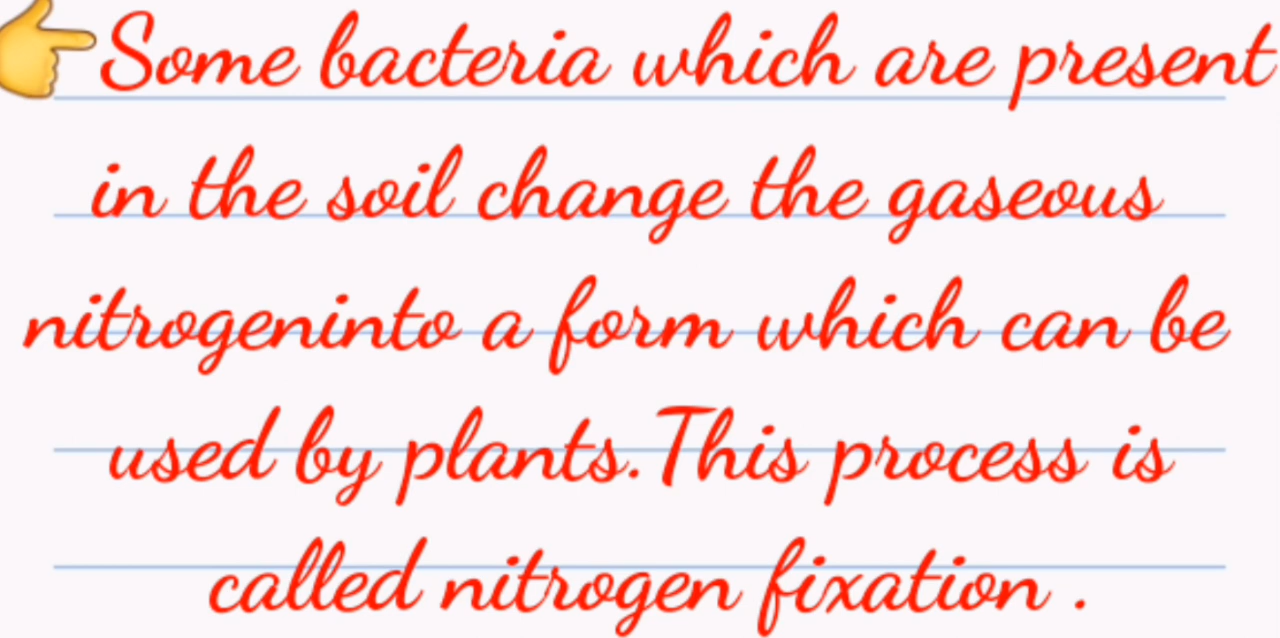 👉Some bacteria which are present
in the soil change the gaseous
nitrogeninto a form which can be
used by plants.This process is
called nitrogen fixation .